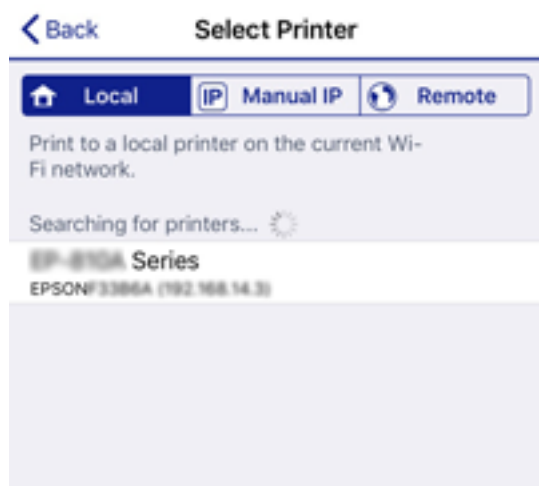 Back Select Printer
Local IP Manual IP Remote
Print to a local printer on the current Wi-
Fi network.
Searching for printers...
Series
EPSON